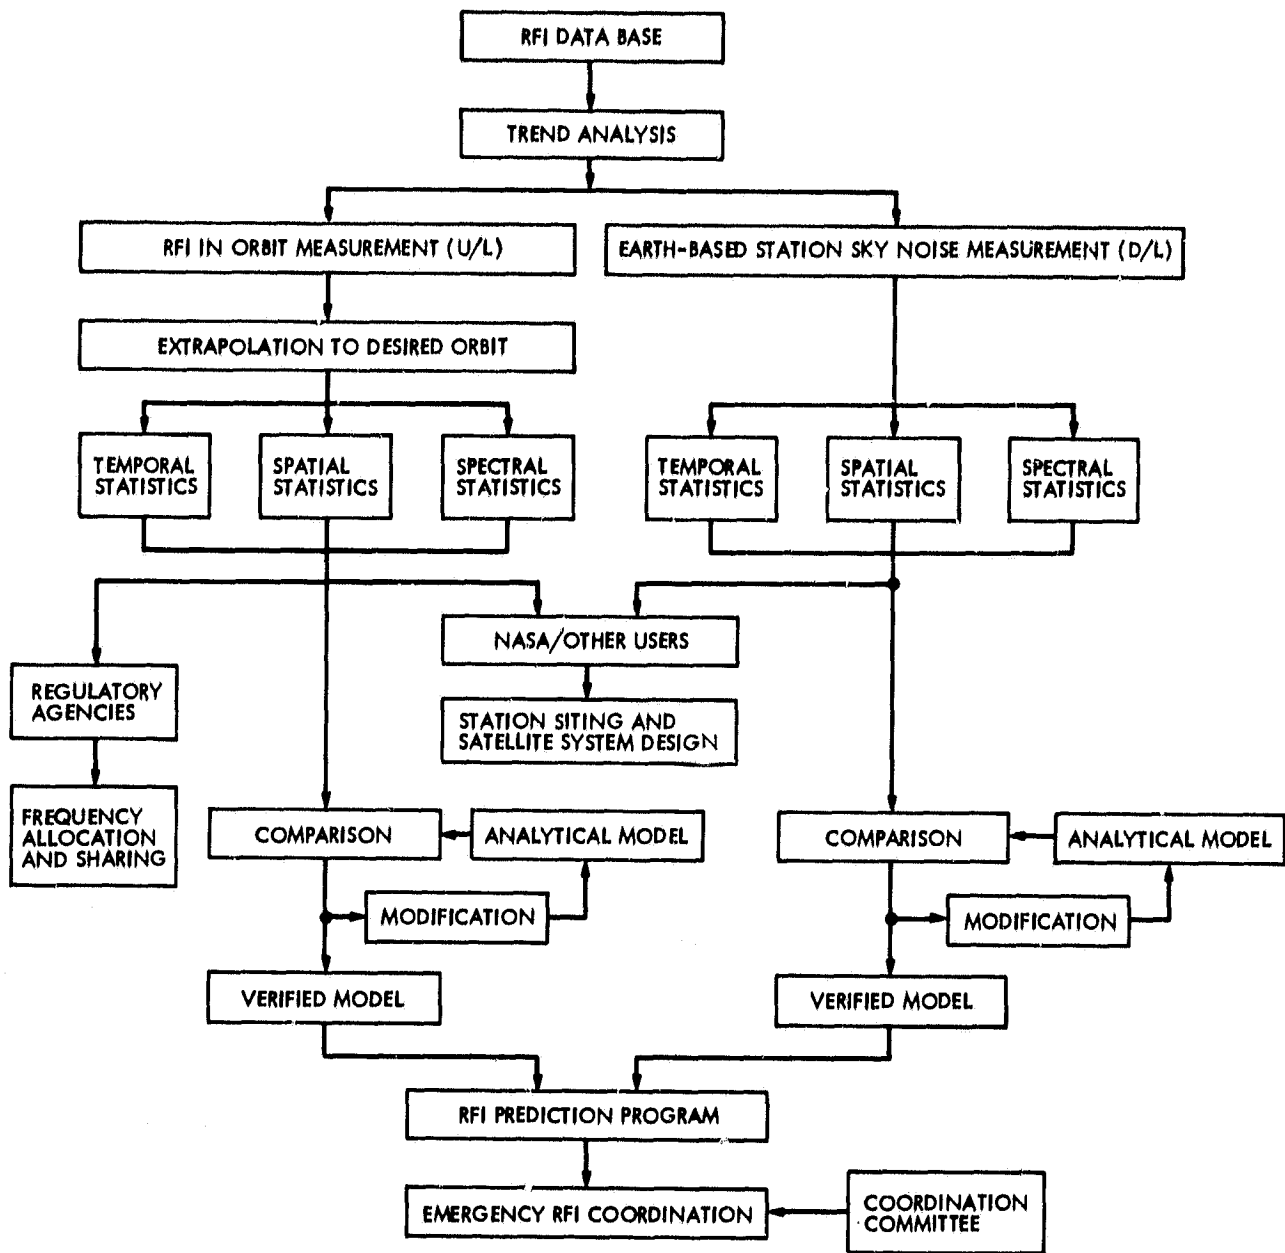 RFI DATA BASE
TREND ANALYSIS
RFI IN ORBIT MEASUREMENT (U/L)
EARTH-BASED STATION SKY NOISE MEASUREMENT (D/L)
EXTRAPOLATION TO DESIRED ORBIT
TEMPORAL
STATISTICS
SPATIAL
STATISTICS
SPECTRAL
STATISTICS
TEMPORAL
STATISTICS
SPATIAL
STATISTICS
SPECTRAL
STATISTICS
NASA/OTHER USERS
REGULATORY
AGENCIES
STATION SITING AND
SATELLITE SYSTEM DESIGN
FREQUENCY
ALLOCATION
AND SHARING
COMPARISON
ANALYTICAL MODEL
COMPARISON
ANALYTICAL MODEL
MODIFICATION
MODIFICATION
VERIFIED MODEL
VERIFIED MODEL
RFI PREDICTION PROGRAM
EMERGENCY RFI COORDINATION
COORDINATION
COMMITTEE